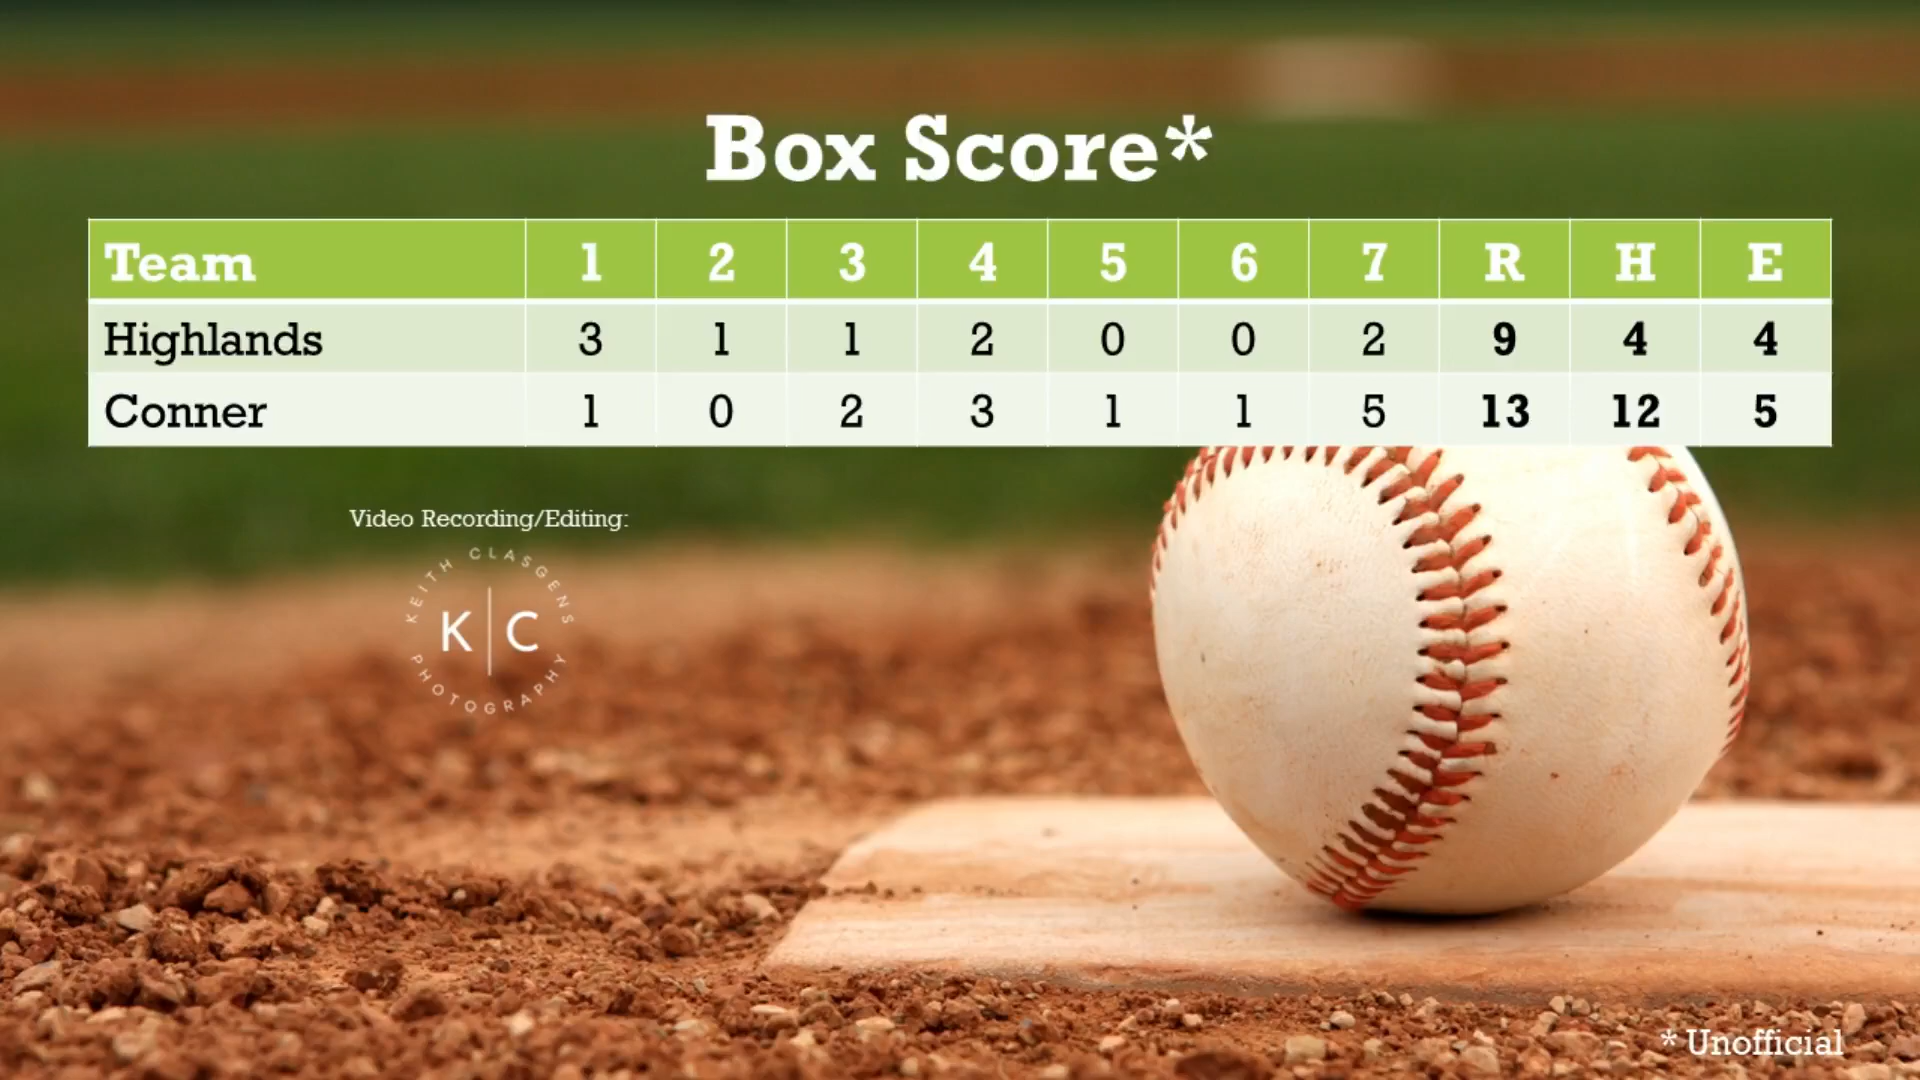 Box Score*
Team 1 2 3 4 5 6 7 R H E
Highlands 3 1 1 2 0 0 2 9 4 4
Conner 1 0 2 3 1 1 5 13 12 5
Video Recording/Editing:
KEITH CLASGENS
K | C
PHOTOGRAPHY
* Unofficial